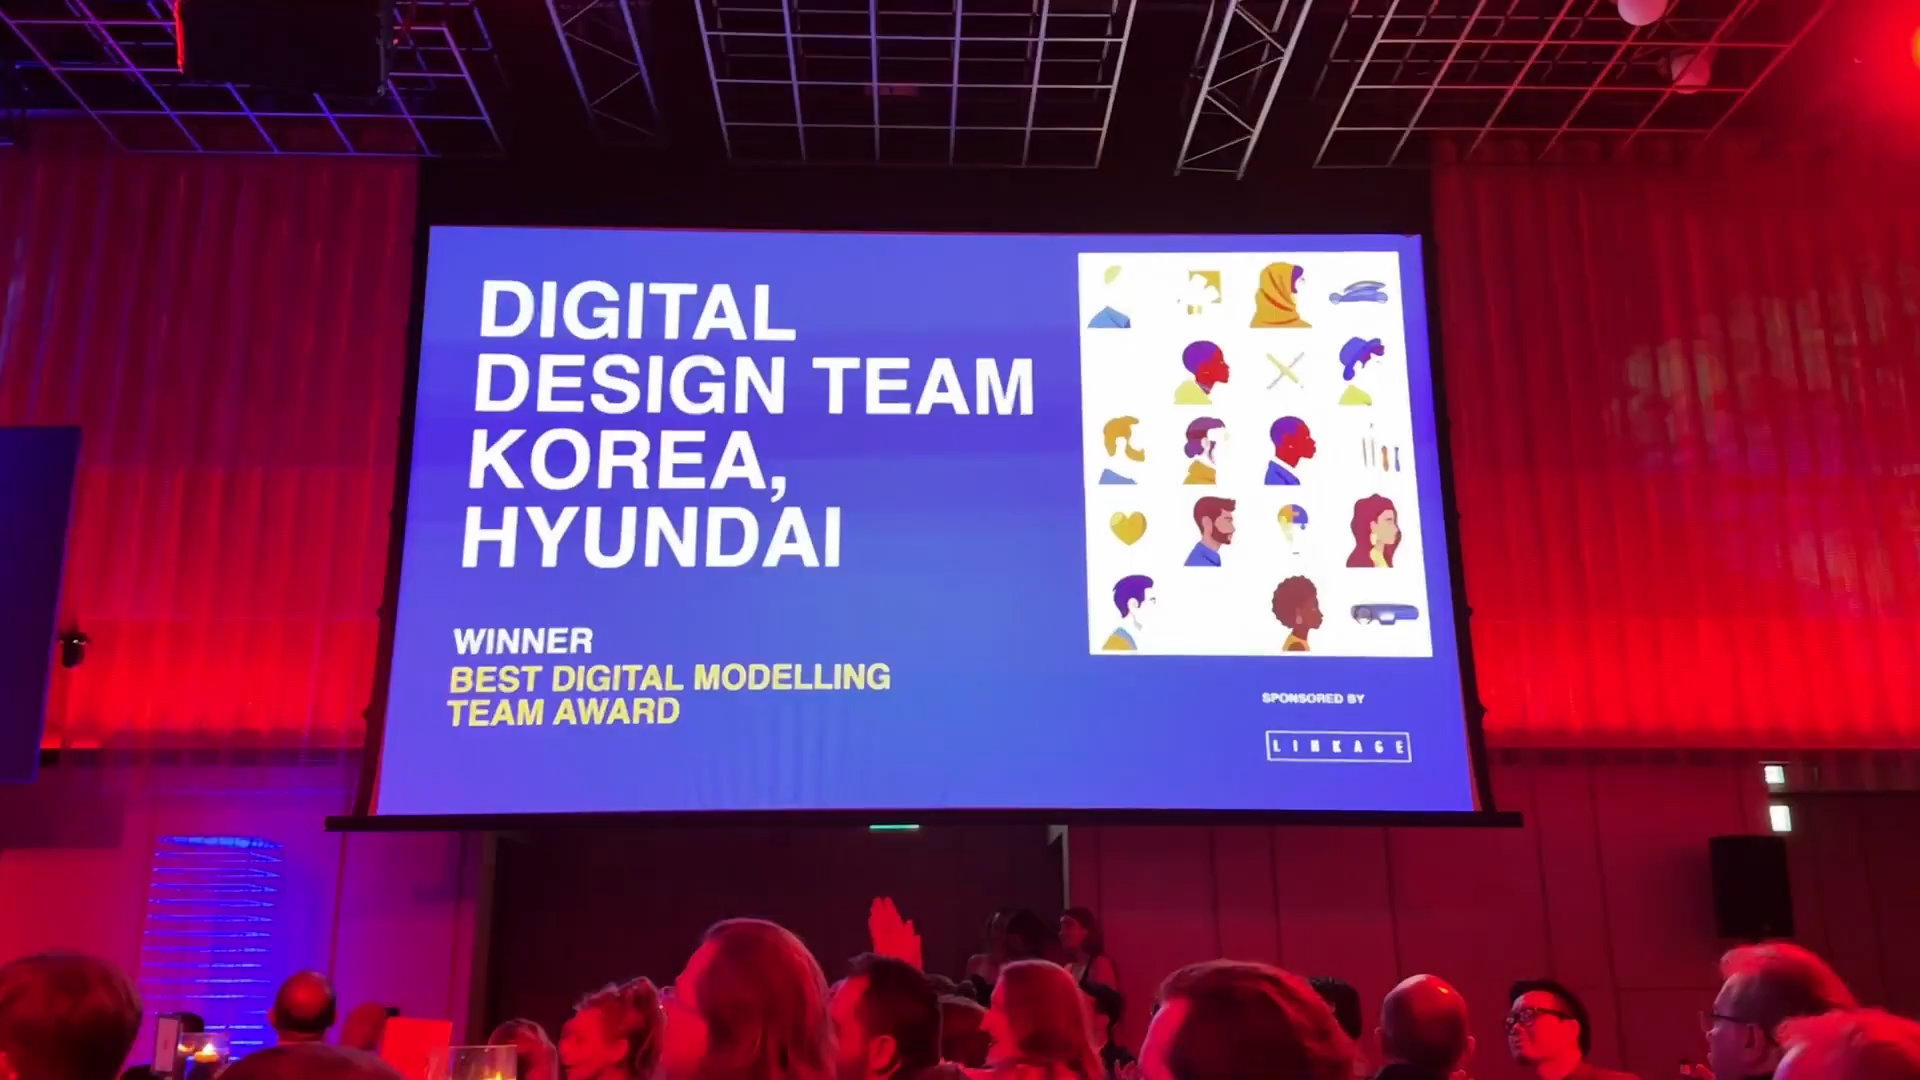 DIGITAL
DESIGN TEAM
KOREA,
HYUNDAI
WINNER
BEST DIGITAL MODELLING
TEAM AWARD
SPONSORED BY
LINKAGE